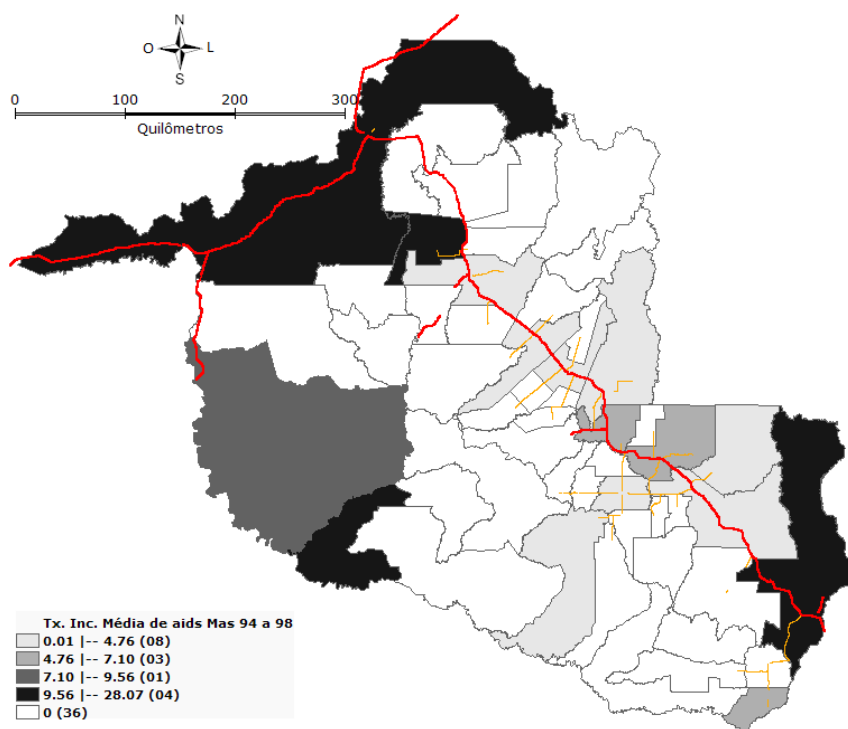 N
O L
S
0 100 200 300
Quilômetros
Tx. Inc. Média de aids Mas 94 a 98
0.01 |-- 4.76 (08)
4.76 |-- 7.10 (03)
7.10 |-- 9.56 (01)
9.56 |-- 28.07 (04)
0 (36)